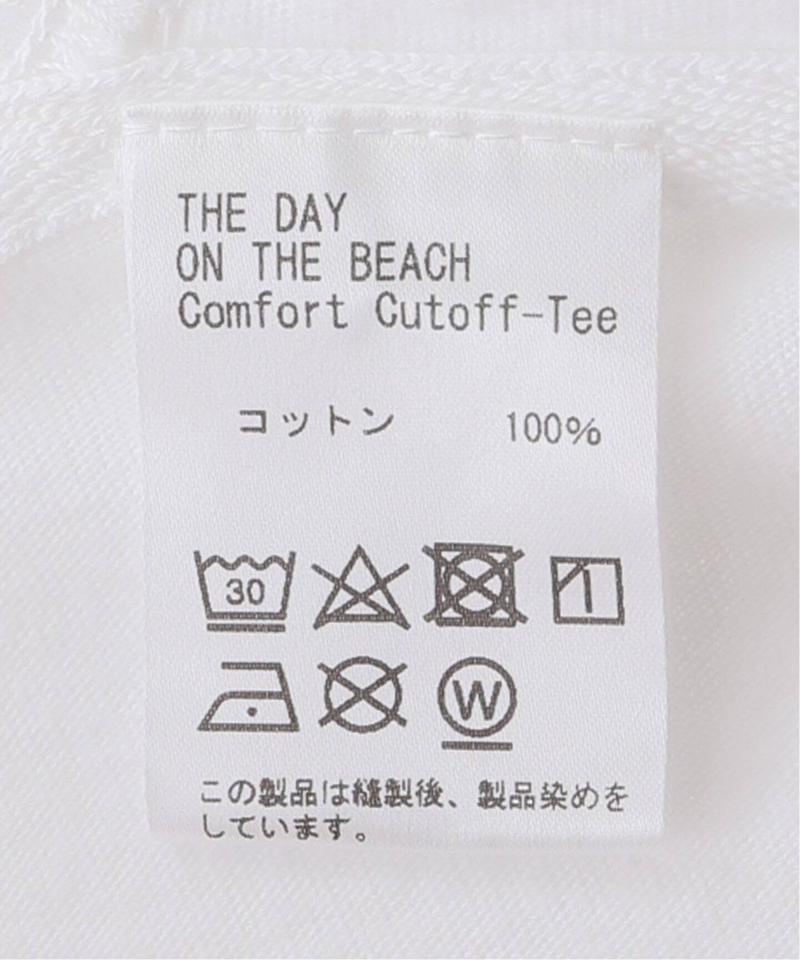 THE DAY
ON THE BEACH
Comfort Cutoff-Tee
コットン 100%
30
W
この製品は縫製後、製品染めを
しています。